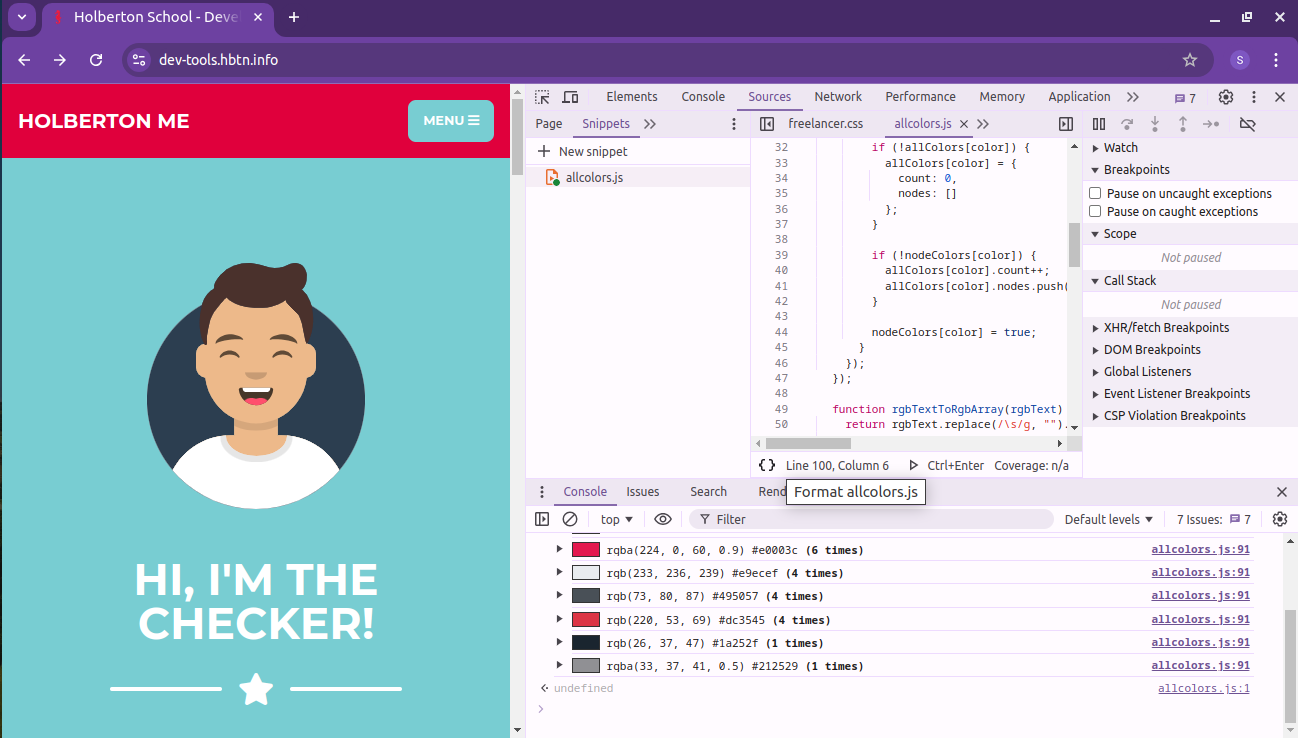 Holberton School - Deve
dev-tools.hbtn.info
S
HOLBERTON ME
MENU
HI, I'M THE
CHECKER!
Elements Console Sources Network Performance Memory Application 7
Page Snippets
New snippet
allcolors.js
freelancer.css allcolors.js
32 if (!allColors[color]) {
33 allColors[color] = {
34 count: 0,
35 nodes: []
36 };
37 }
38
39 if (!nodeColors[color]) {
40 allColors[color].count++;
41 allColors[color].nodes.push(
42 }
43
44 nodeColors[color] = true;
45 }
46 });
47 });
48
49 function rgbTextToRgbArray(rgbText)
50 return rgbText.replace(/\s/g, "").
{} Line 100, Column 6 Ctrl+Enter Coverage: n/a
Format allcolors.js
Watch
Breakpoints
Pause on uncaught exceptions
Pause on caught exceptions
Scope
Not paused
Call Stack
Not paused
XHR/fetch Breakpoints
DOM Breakpoints
Global Listeners
Event Listener Breakpoints
CSP Violation Breakpoints
Console Issues Search Rend
top Filter Default levels 7 Issues: 7
rgba(224, 0, 60, 0.9) #e0003c (6 times) allcolors.js:91
rgb(233, 236, 239) #e9ecef (4 times) allcolors.js:91
rgb(73, 80, 87) #495057 (4 times) allcolors.js:91
rgb(220, 53, 69) #dc3545 (4 times) allcolors.js:91
rgb(26, 37, 47) #1a252f (1 times) allcolors.js:91
rgba(33, 37, 41, 0.5) #212529 (1 times) allcolors.js:91
undefined allcolors.js:1